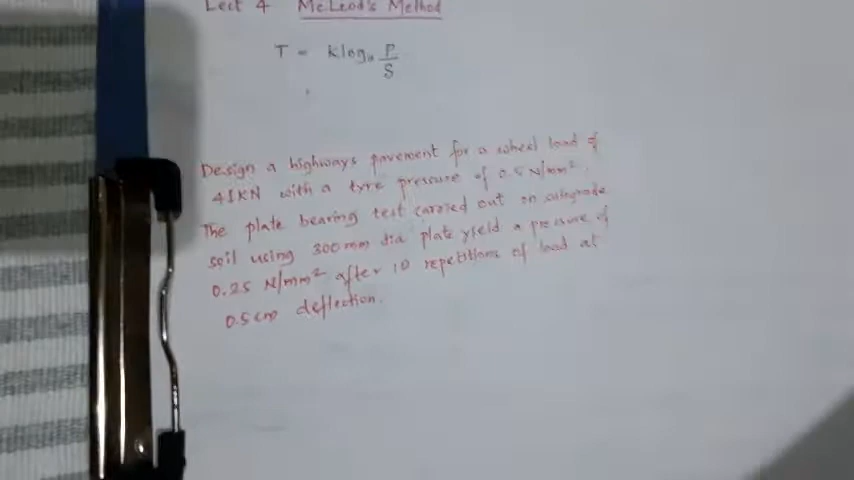 Lect 4 McLeod's Method
T = K log₁₀ P/S
Design a highways pavement for a wheel load of
41KN with a tyre pressure of 0.5 N/mm².
The plate bearing test carried out on subgrade
soil using 300mm dia plate yield a pressure of
0.25 N/mm² after 10 repetitions of load at
0.5cm deflection.